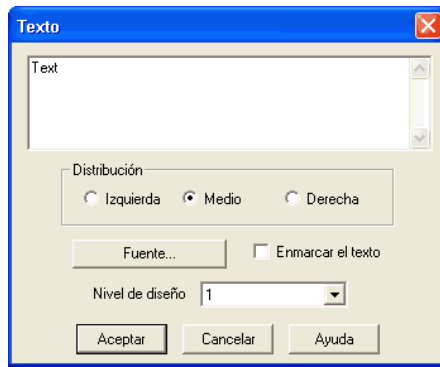 Texto
Text
Distribución
Izquierda Medio Derecha
Fuente... Enmarcar el texto
Nivel de diseño 1
Aceptar Cancelar Ayuda